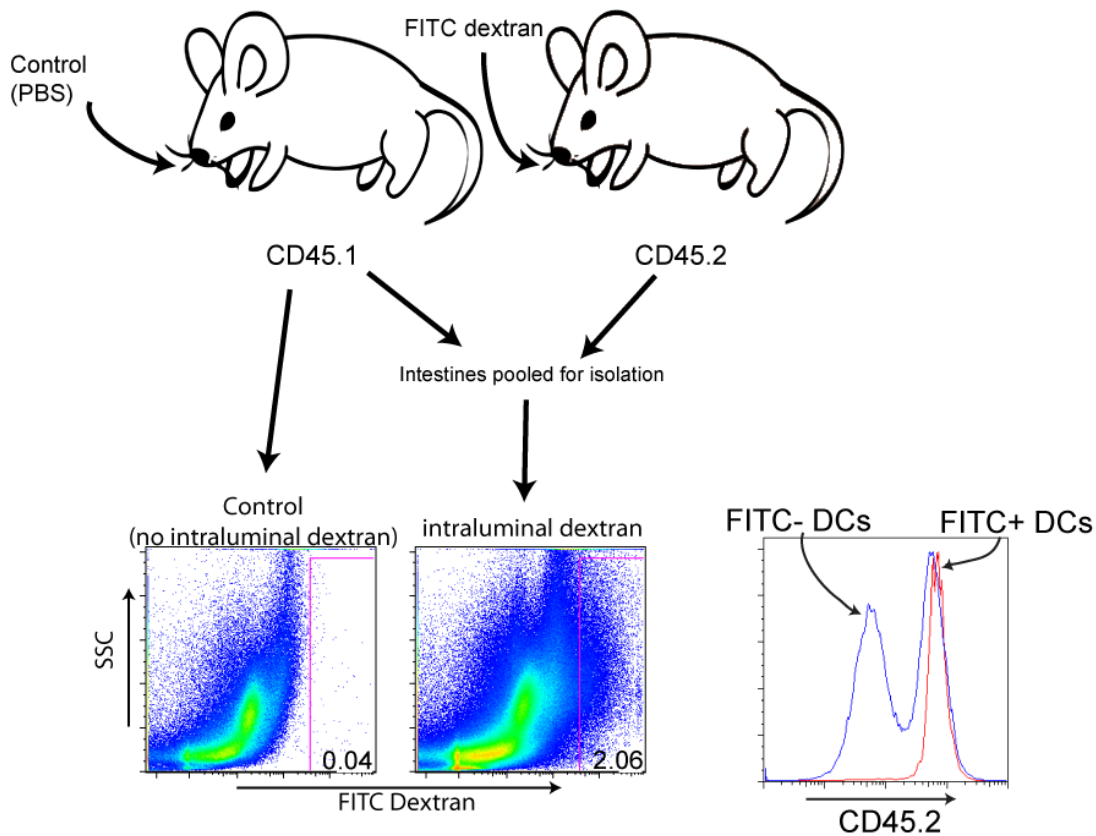 Control
(PBS)
FITC dextran
CD45.1
CD45.2
Intestines pooled for isolation
Control
(no intraluminal dextran)
intraluminal dextran
SSC
0.04
2.06
FITC Dextran
FITC- DCs
FITC+ DCs
CD45.2